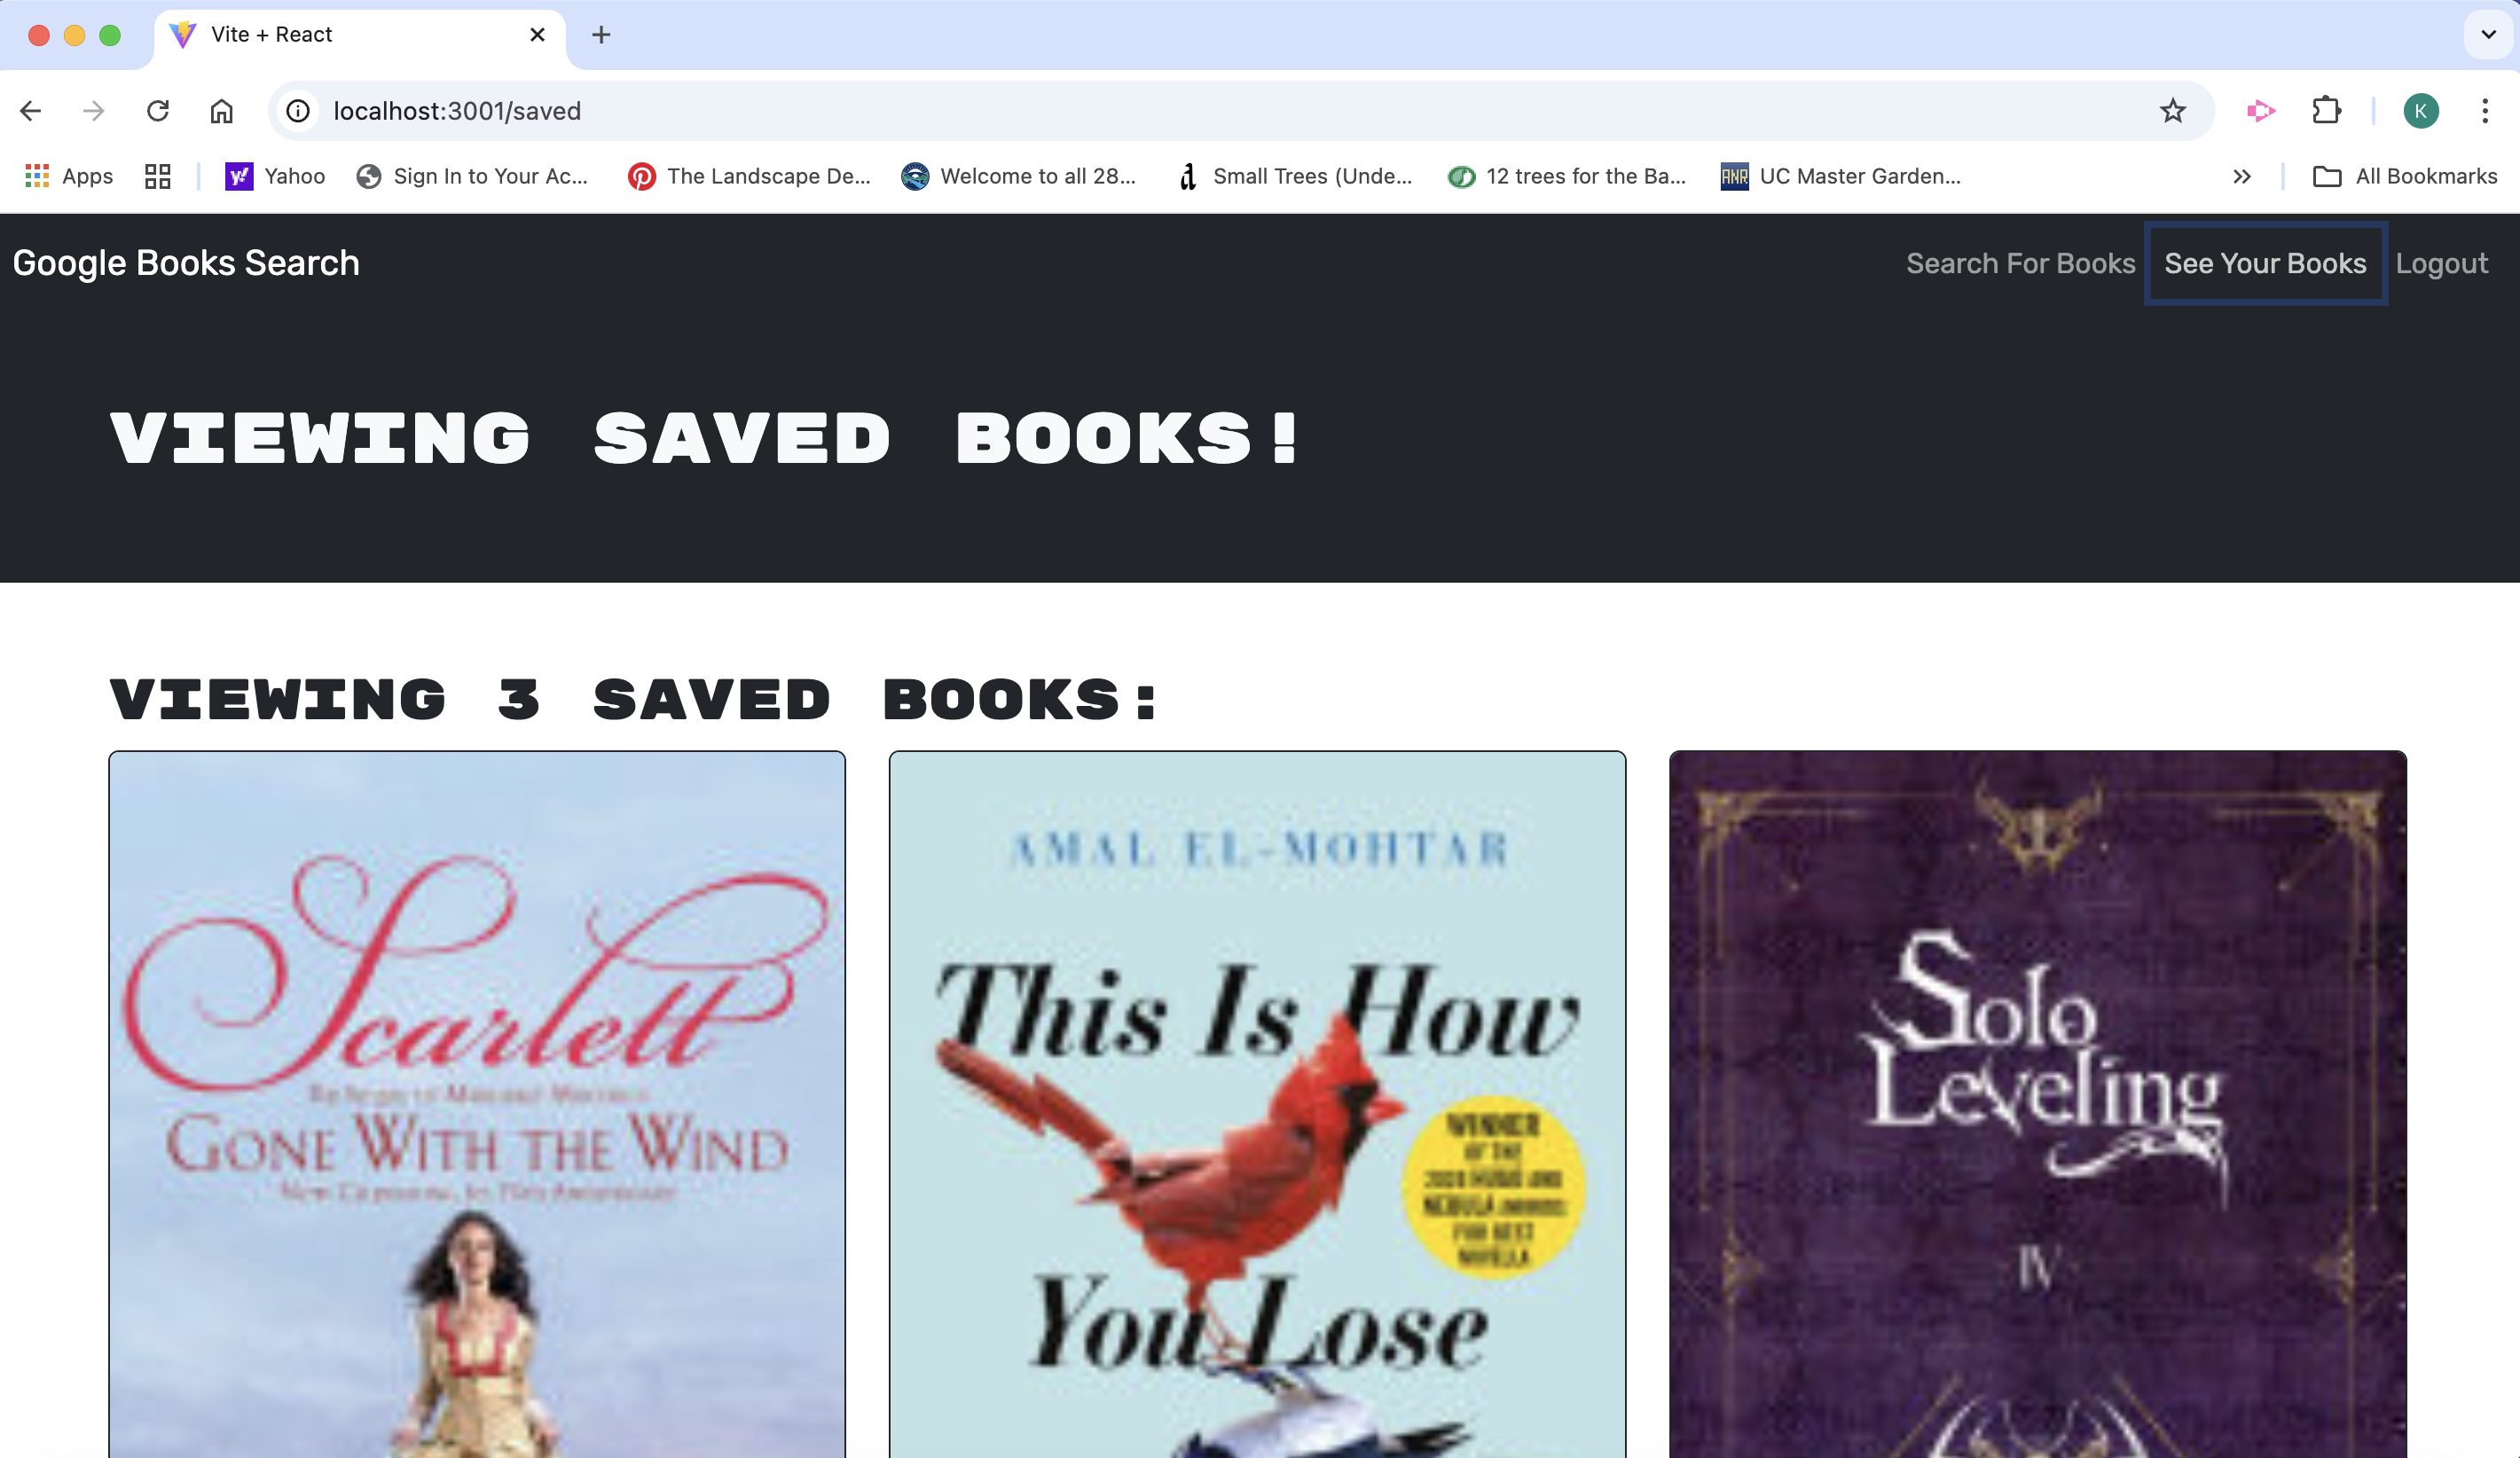 Vite + React
localhost:3001/saved
Apps
Yahoo
Sign In to Your Ac...
The Landscape De...
Welcome to all 28...
a Small Trees (Unde...
12 trees for the Ba...
ANR UC Master Garden...
All Bookmarks
K
Google Books Search
Search For Books
See Your Books
Logout
VIEWING SAVED BOOKS!
VIEWING 3 SAVED BOOKS:
Scarlett
GONE WITH THE WIND
AMAL EL-MOHTAR
This Is How
WINNER
OF THE
2020 HUGO AND
NEBULA AWARDS
FOR BEST
NOVELLA
You Lose
Solo
Leveling
IV